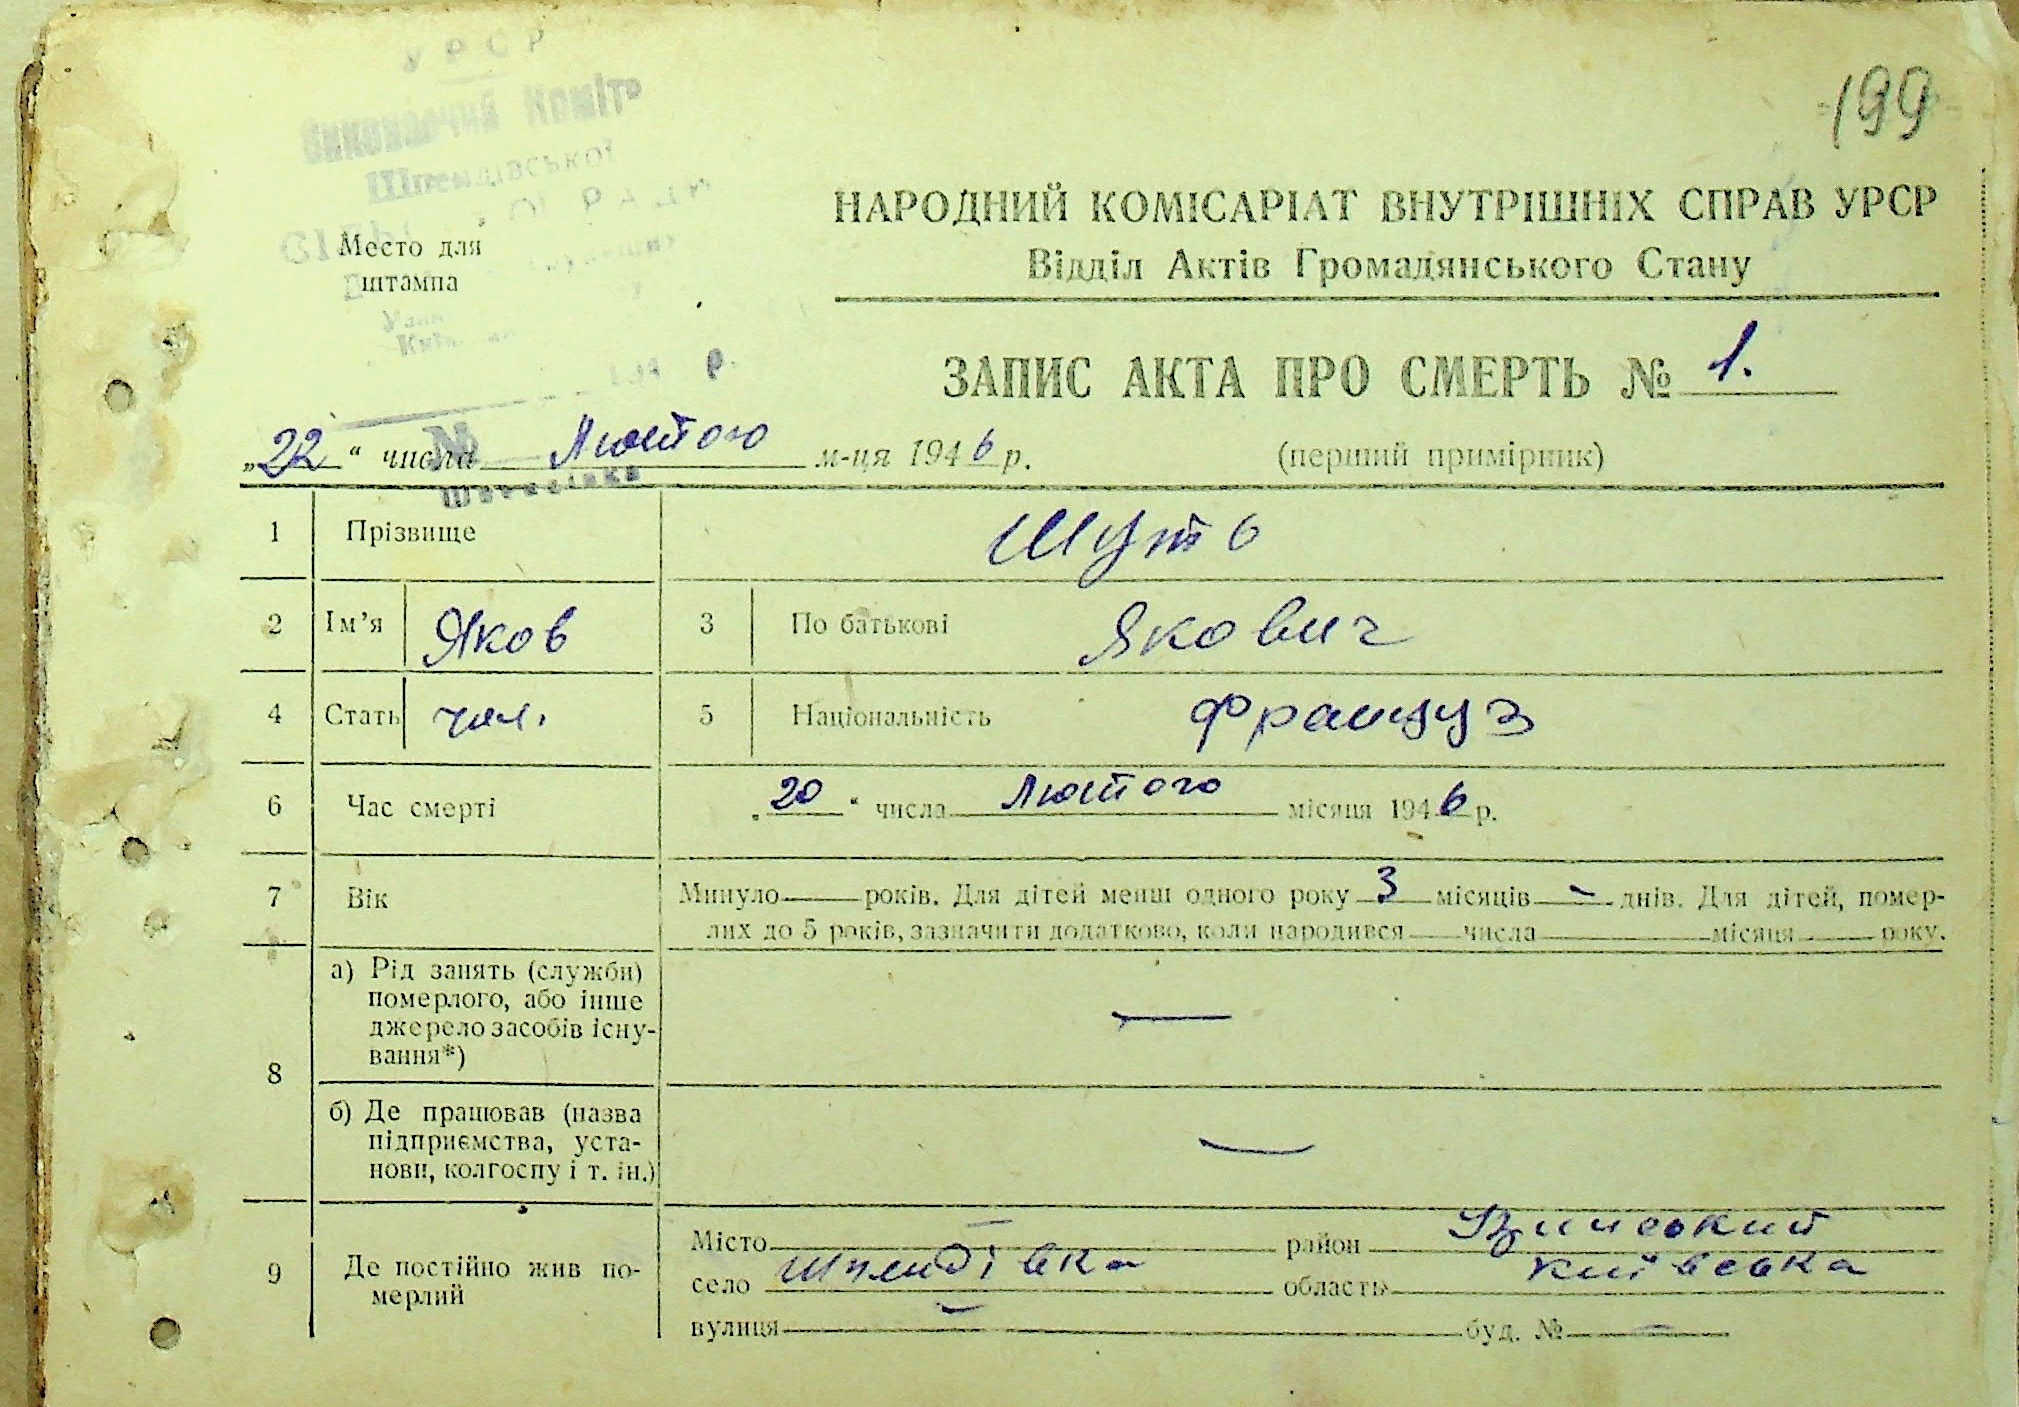 УРСР
Виконавчий Коміт
Шпендівської
199
НАРОДНИЙ КОМІСАРІАТ ВНУТРІШНІХ СПРАВ УРСР
Відділ Актів Громадянського Стану
Место для
штампа
ЗАПИС АКТА ПРО СМЕРТЬ № 1.
„22“ числа Лютого м-ця 1946 р. (перший примірник)
1 Прізвище Шуть
2 Ім’я Яков 3 По батькові Якович
4 Стать чол. 5 Національність Француз
6 Час смерті „20“ числа Лютого місяця 1946 р.
7 Вік Минуло — років. Для дітей менш одного року 3 місяців - днів. Для дітей, помер-
лих до 5 років, зазначити додатково, коли народився числа місяця року.
8 а) Рід занять (служби)
померлого, або інше
джерело засобів існу-
вання*) —
б) Де працював (назва
підприємства, уста-
нови, колгоспу і т. ін.) —
9 Де постійно жив по-
мерлий
Місто — район Узинський
село Шпендівка область Київська
вулиця — буд. № —